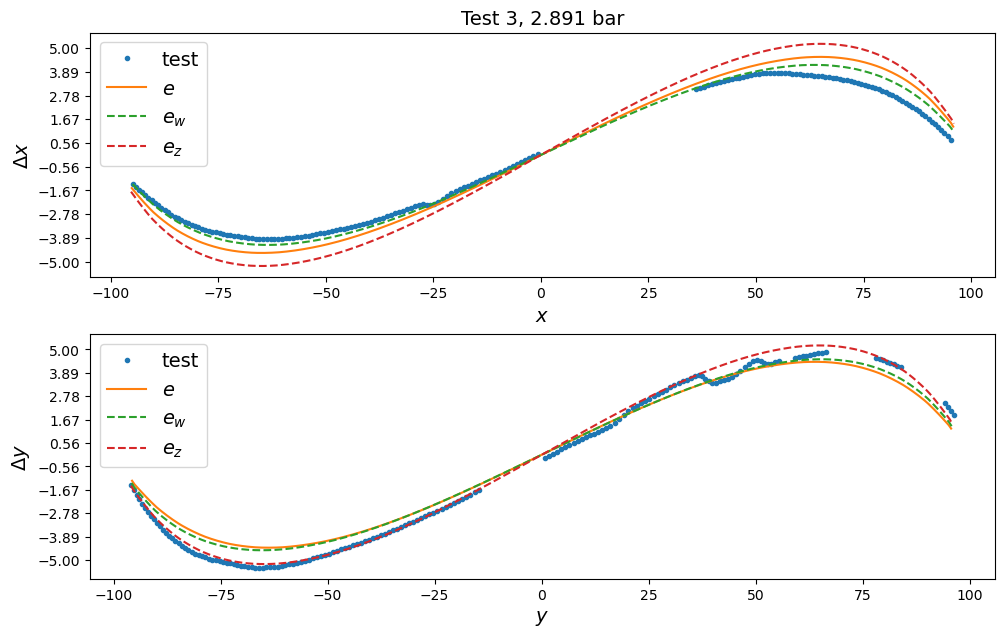 Test 3, 2.891 bar
5.00
3.89
2.78
1.67
0.56
−0.56
−1.67
−2.78
−3.89
−5.00
Δx
test
e
e_w
e_z
−100 −75 −50 −25 0 25 50 75 100
x
5.00
3.89
2.78
1.67
0.56
−0.56
−1.67
−2.78
−3.89
−5.00
Δy
test
e
e_w
e_z
−100 −75 −50 −25 0 25 50 75 100
y